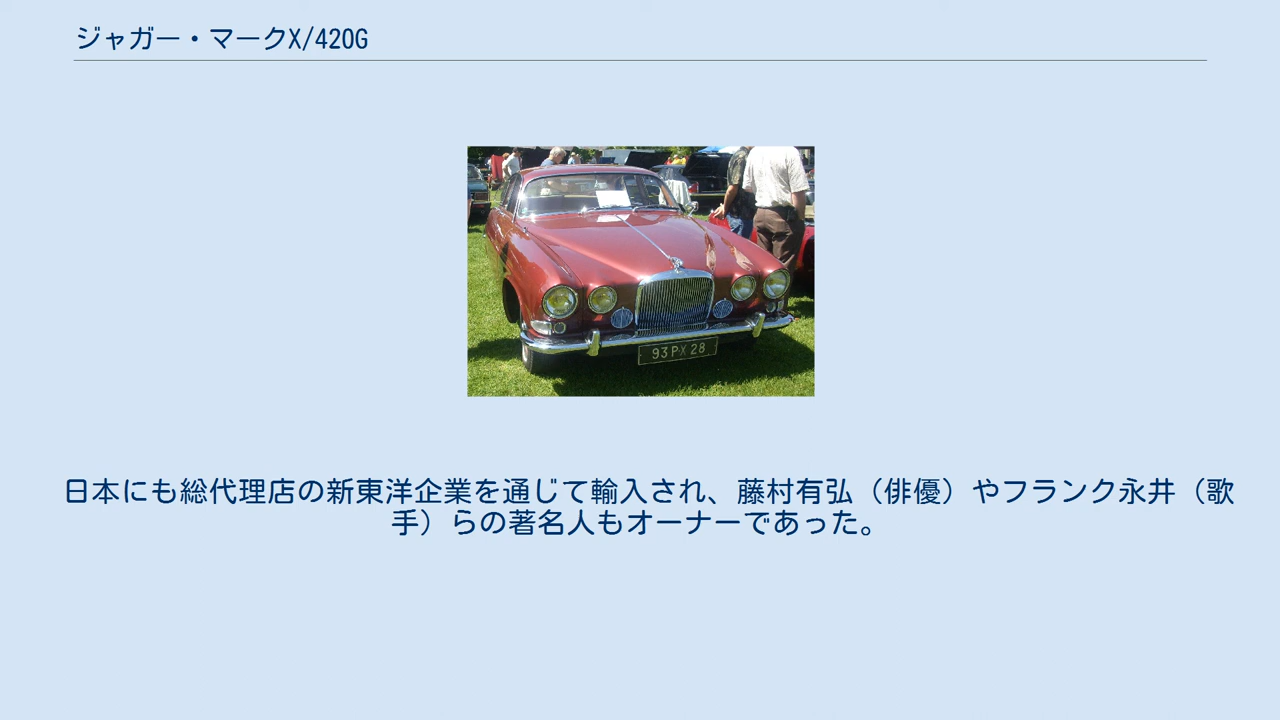 ジャガー・マークX/420G
93 PX 28
日本にも総代理店の新東洋企業を通じて輸入され、藤村有弘（俳優）やフランク永井（歌
手）らの著名人もオーナーであった。